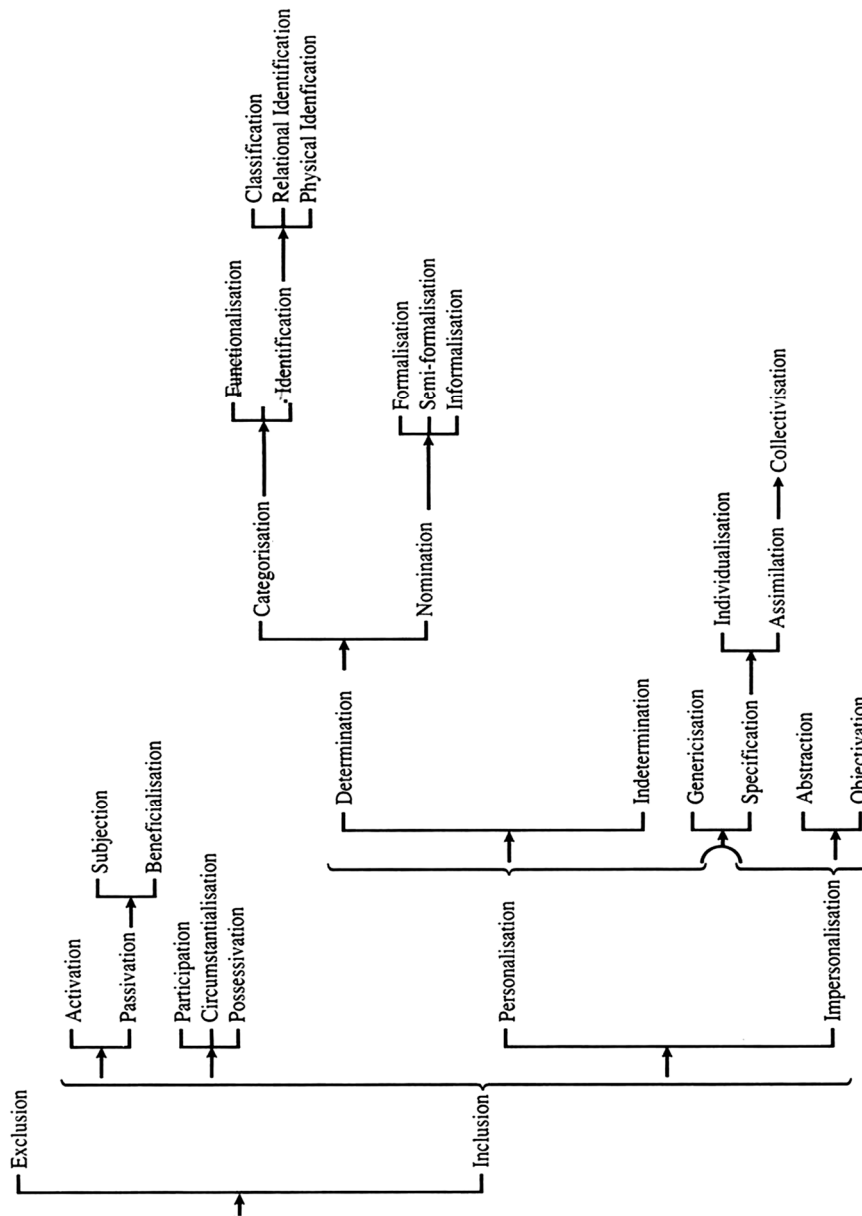 Exclusion
Inclusion
Activation
Passivation
Subjection
Beneficialisation
Participation
Circumstantialisation
Possessivation
Personalisation
Impersonalisation
Determination
Indetermination
Categorisation
Functionalisation
Identification
Classification
Relational Identification
Physical Idenfication
Nomination
Formalisation
Semi-formalisation
Informalisation
Genericisation
Specification
Individualisation
Assimilation
Collectivisation
Abstraction
Objectivation